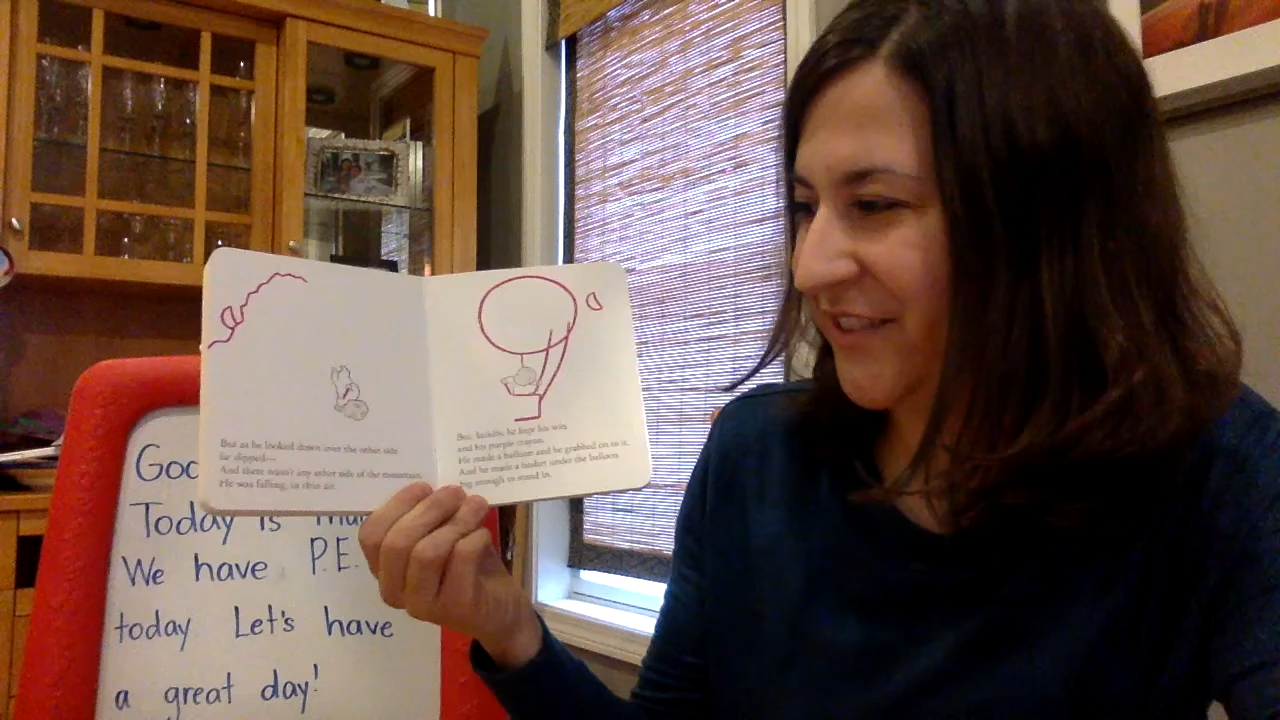 But as he looked down over the other side
he slipped—
And there wasn't any other side of the mountain.
He was falling, in thin air.
But, luckily, he kept his wits
and his purple crayon.
He made a balloon and he grabbed on to it.
And he made a basket under the balloon
big enough to stand in.
Goo
Today is
We have P.E.
today. Let's have
a great day!